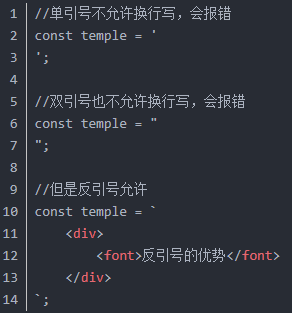 1 //单引号不允许换行写，会报错
2 const temple = '
3 ';
4
5 //双引号也不允许换行写，会报错
6 const temple = "
7 ";
8
9 //但是反引号允许
10 const temple = `
11     <div>
12         <font>反引号的优势</font>
13     </div>
14 `;